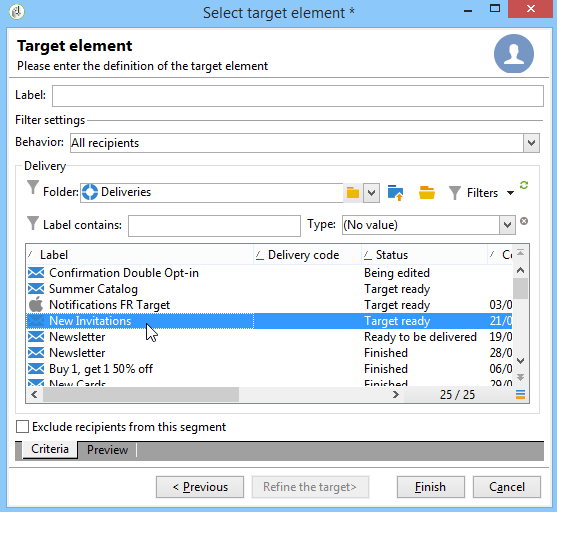 Select target element *
Target element
Please enter the definition of the target element
Label:
Filter settings
Behavior: All recipients
Delivery
Folder: Deliveries Filters
Label contains: Type: (No value)
Label Delivery code Status
Confirmation Double Opt-in Being edited
Summer Catalog Target ready
Notifications FR Target Target ready 03/0
New Invitations Target ready 21/0
Newsletter Ready to be delivered 19/0
Newsletter Finished 28/0
Buy 1, get 1 50% off Finished 06/0
New Cards Finished 29/0
25 / 25
Exclude recipients from this segment
Criteria Preview
< Previous Refine the target> Finish Cancel